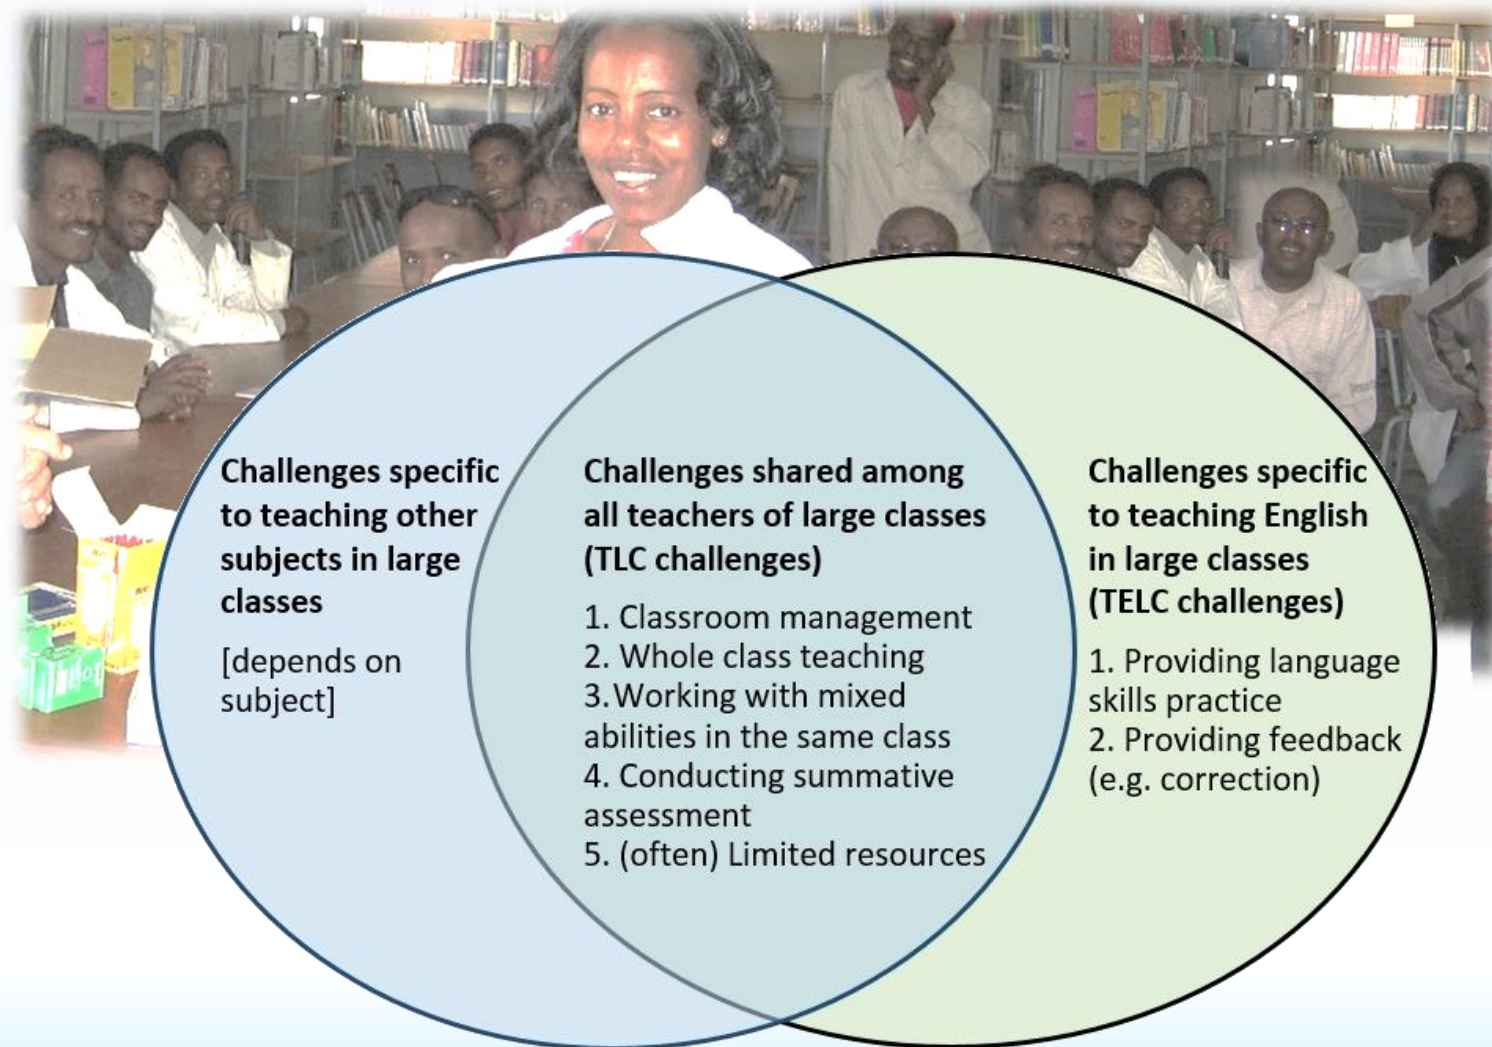 Challenges specific
to teaching other
subjects in large
classes
[depends on
subject]
Challenges shared among
all teachers of large classes
(TLC challenges)
1. Classroom management
2. Whole class teaching
3.Working with mixed
abilities in the same class
4. Conducting summative
assessment
5. (often) Limited resources
Challenges specific
to teaching English
in large classes
(TELC challenges)
1. Providing language
skills practice
2. Providing feedback
(e.g. correction)